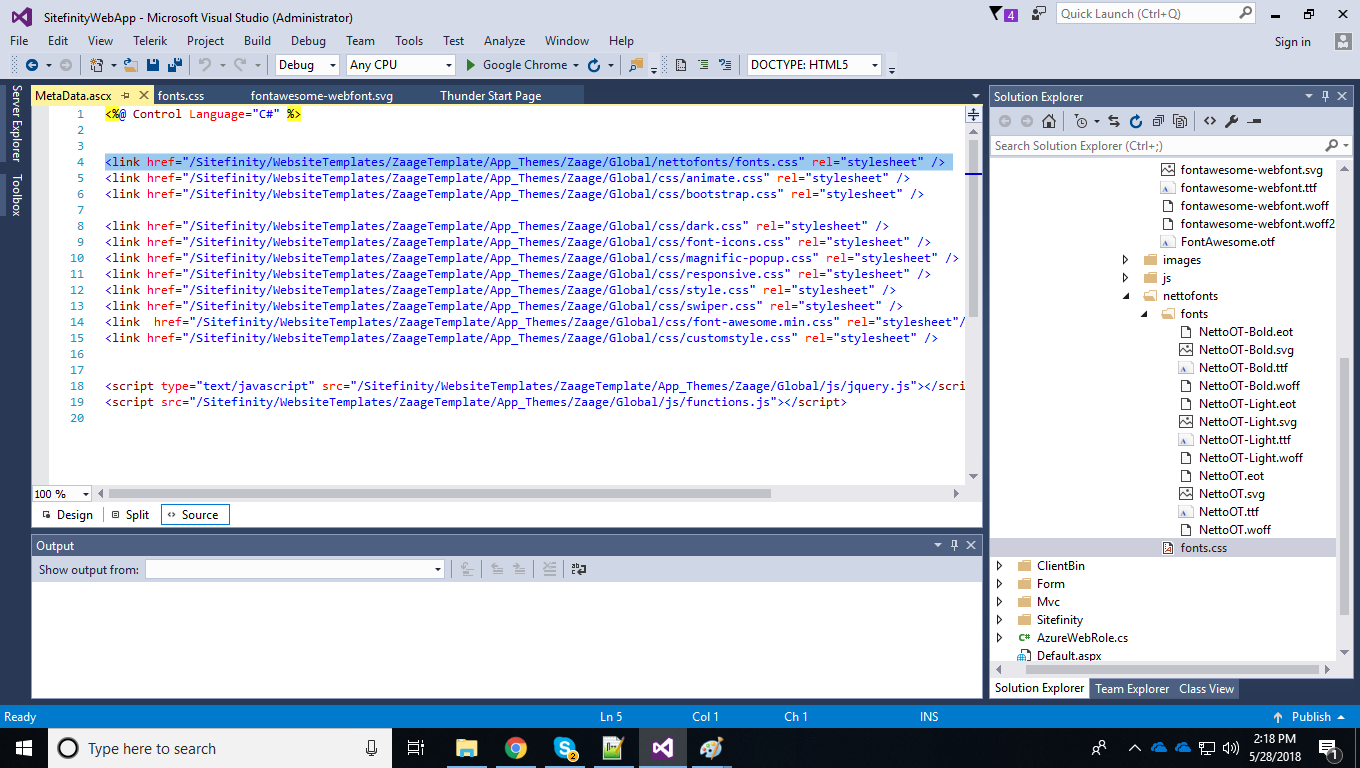 SitefinityWebApp - Microsoft Visual Studio (Administrator)
4
Quick Launch (Ctrl+Q)
File Edit View Telerik Project Build Debug Team Tools Test Analyze Window Help
Sign in
Debug Any CPU Google Chrome DOCTYPE: HTML5
Server Explorer
Toolbox
MetaData.ascx fonts.css fontawesome-webfont.svg Thunder Start Page
1 <%@ Control Language="C#" %>
2
3
4 <link href="/Sitefinity/WebsiteTemplates/ZaageTemplate/App_Themes/Zaage/Global/nettofonts/fonts.css" rel="stylesheet" />
5 <link href="/Sitefinity/WebsiteTemplates/ZaageTemplate/App_Themes/Zaage/Global/css/animate.css" rel="stylesheet" />
6 <link href="/Sitefinity/WebsiteTemplates/ZaageTemplate/App_Themes/Zaage/Global/css/bootstrap.css" rel="stylesheet" />
7
8 <link href="/Sitefinity/WebsiteTemplates/ZaageTemplate/App_Themes/Zaage/Global/css/dark.css" rel="stylesheet" />
9 <link href="/Sitefinity/WebsiteTemplates/ZaageTemplate/App_Themes/Zaage/Global/css/font-icons.css" rel="stylesheet" />
10 <link href="/Sitefinity/WebsiteTemplates/ZaageTemplate/App_Themes/Zaage/Global/css/magnific-popup.css" rel="stylesheet" />
11 <link href="/Sitefinity/WebsiteTemplates/ZaageTemplate/App_Themes/Zaage/Global/css/responsive.css" rel="stylesheet" />
12 <link href="/Sitefinity/WebsiteTemplates/ZaageTemplate/App_Themes/Zaage/Global/css/style.css" rel="stylesheet" />
13 <link href="/Sitefinity/WebsiteTemplates/ZaageTemplate/App_Themes/Zaage/Global/css/swiper.css" rel="stylesheet" />
14 <link  href="/Sitefinity/WebsiteTemplates/ZaageTemplate/App_Themes/Zaage/Global/css/font-awesome.min.css" rel="stylesheet"/
15 <link href="/Sitefinity/WebsiteTemplates/ZaageTemplate/App_Themes/Zaage/Global/css/customstyle.css" rel="stylesheet" />
16
17
18 <script type="text/javascript" src="/Sitefinity/WebsiteTemplates/ZaageTemplate/App_Themes/Zaage/Global/js/jquery.js"></scri
19 <script src="/Sitefinity/WebsiteTemplates/ZaageTemplate/App_Themes/Zaage/Global/js/functions.js"></script>
20
100 %
Design Split Source
Output
Show output from:
Solution Explorer
Search Solution Explorer (Ctrl+;)
fontawesome-webfont.svg
fontawesome-webfont.ttf
fontawesome-webfont.woff
fontawesome-webfont.woff2
FontAwesome.otf
images
js
nettofonts
fonts
NettoOT-Bold.eot
NettoOT-Bold.svg
NettoOT-Bold.ttf
NettoOT-Bold.woff
NettoOT-Light.eot
NettoOT-Light.svg
NettoOT-Light.ttf
NettoOT-Light.woff
NettoOT.eot
NettoOT.svg
NettoOT.ttf
NettoOT.woff
fonts.css
ClientBin
Form
Mvc
Sitefinity
C# AzureWebRole.cs
Default.aspx
Solution Explorer Team Explorer Class View
Ready Ln 5 Col 1 Ch 1 INS Publish
Type here to search
2
2:18 PM
5/28/2018
1